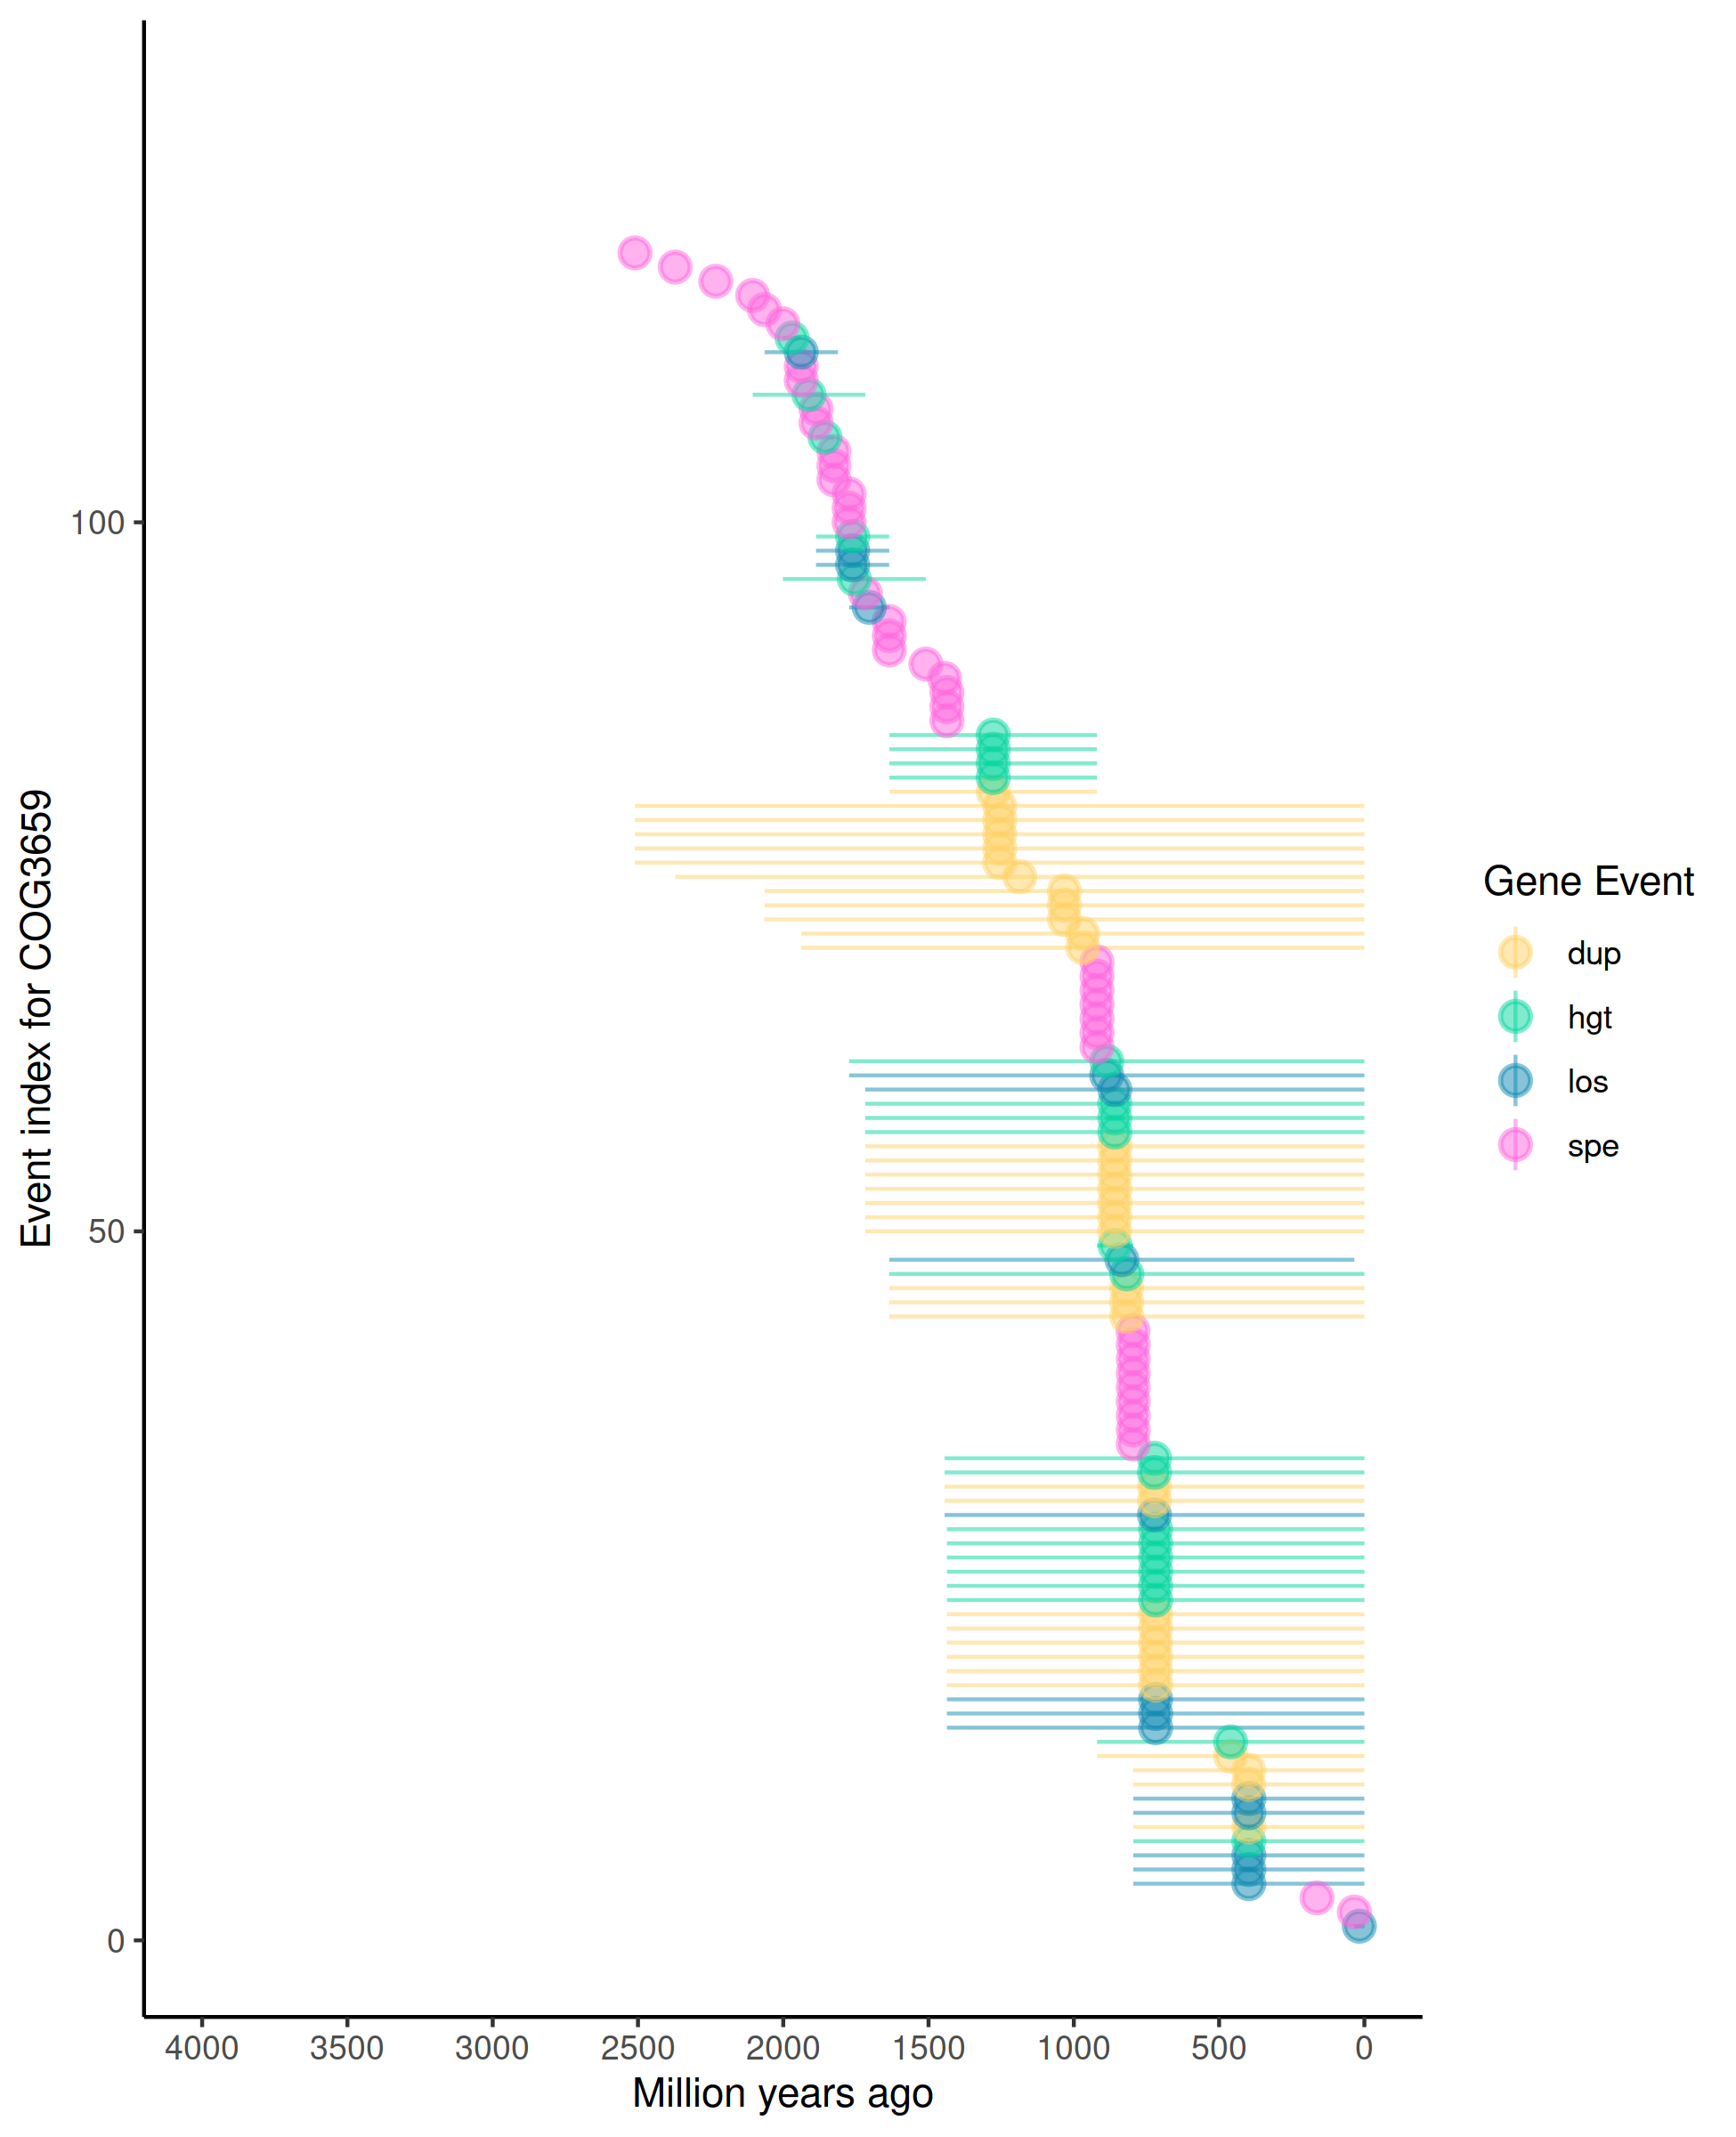 Event index for COG3659
100
50
0
4000 3500 3000 2500 2000 1500 1000 500 0
Million years ago
Gene Event
dup
hgt
los
spe